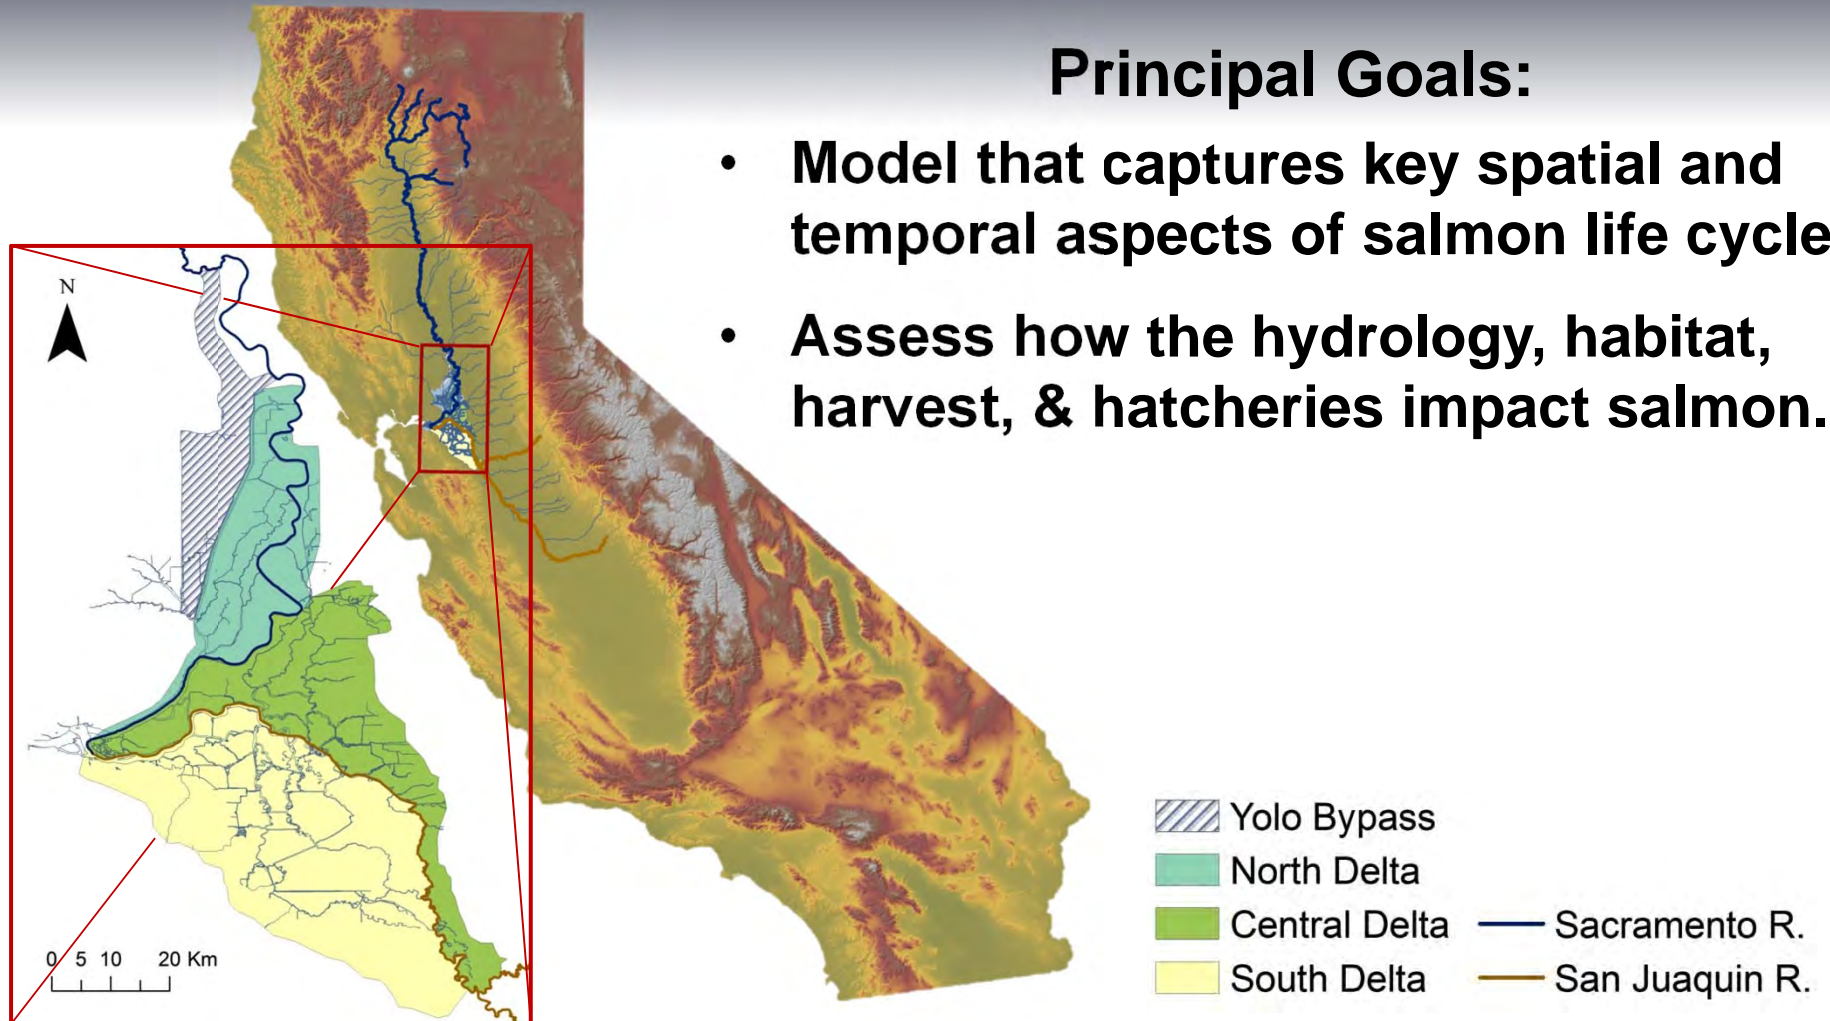 Principal Goals:
• Model that captures key spatial and
temporal aspects of salmon life cycle
• Assess how the hydrology, habitat,
harvest, & hatcheries impact salmon.
N
0 5 10 20 Km
Yolo Bypass
North Delta
Central Delta
South Delta
Sacramento R.
San Juaquin R.